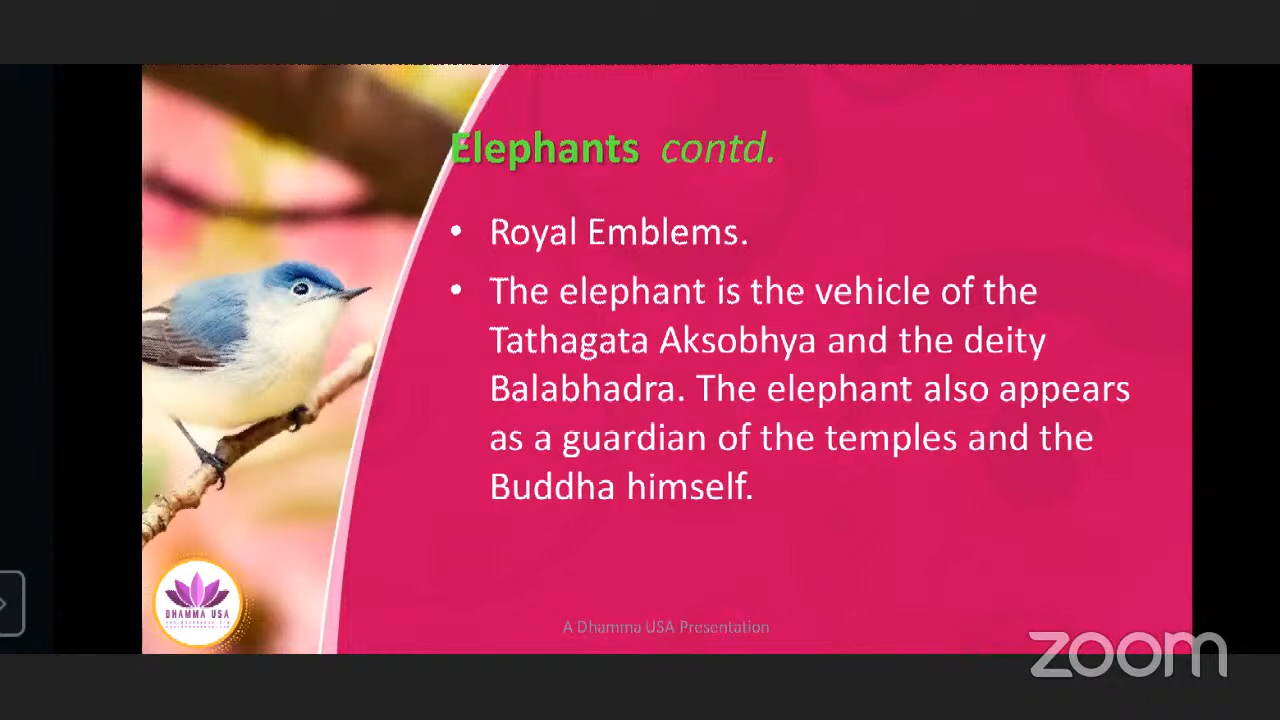 Elephants contd.
• Royal Emblems.
• The elephant is the vehicle of the
Tathagata Aksobhya and the deity
Balabhadra. The elephant also appears
as a guardian of the temples and the
Buddha himself.
DHAMMA USA
A Dhamma USA Presentation
zoom